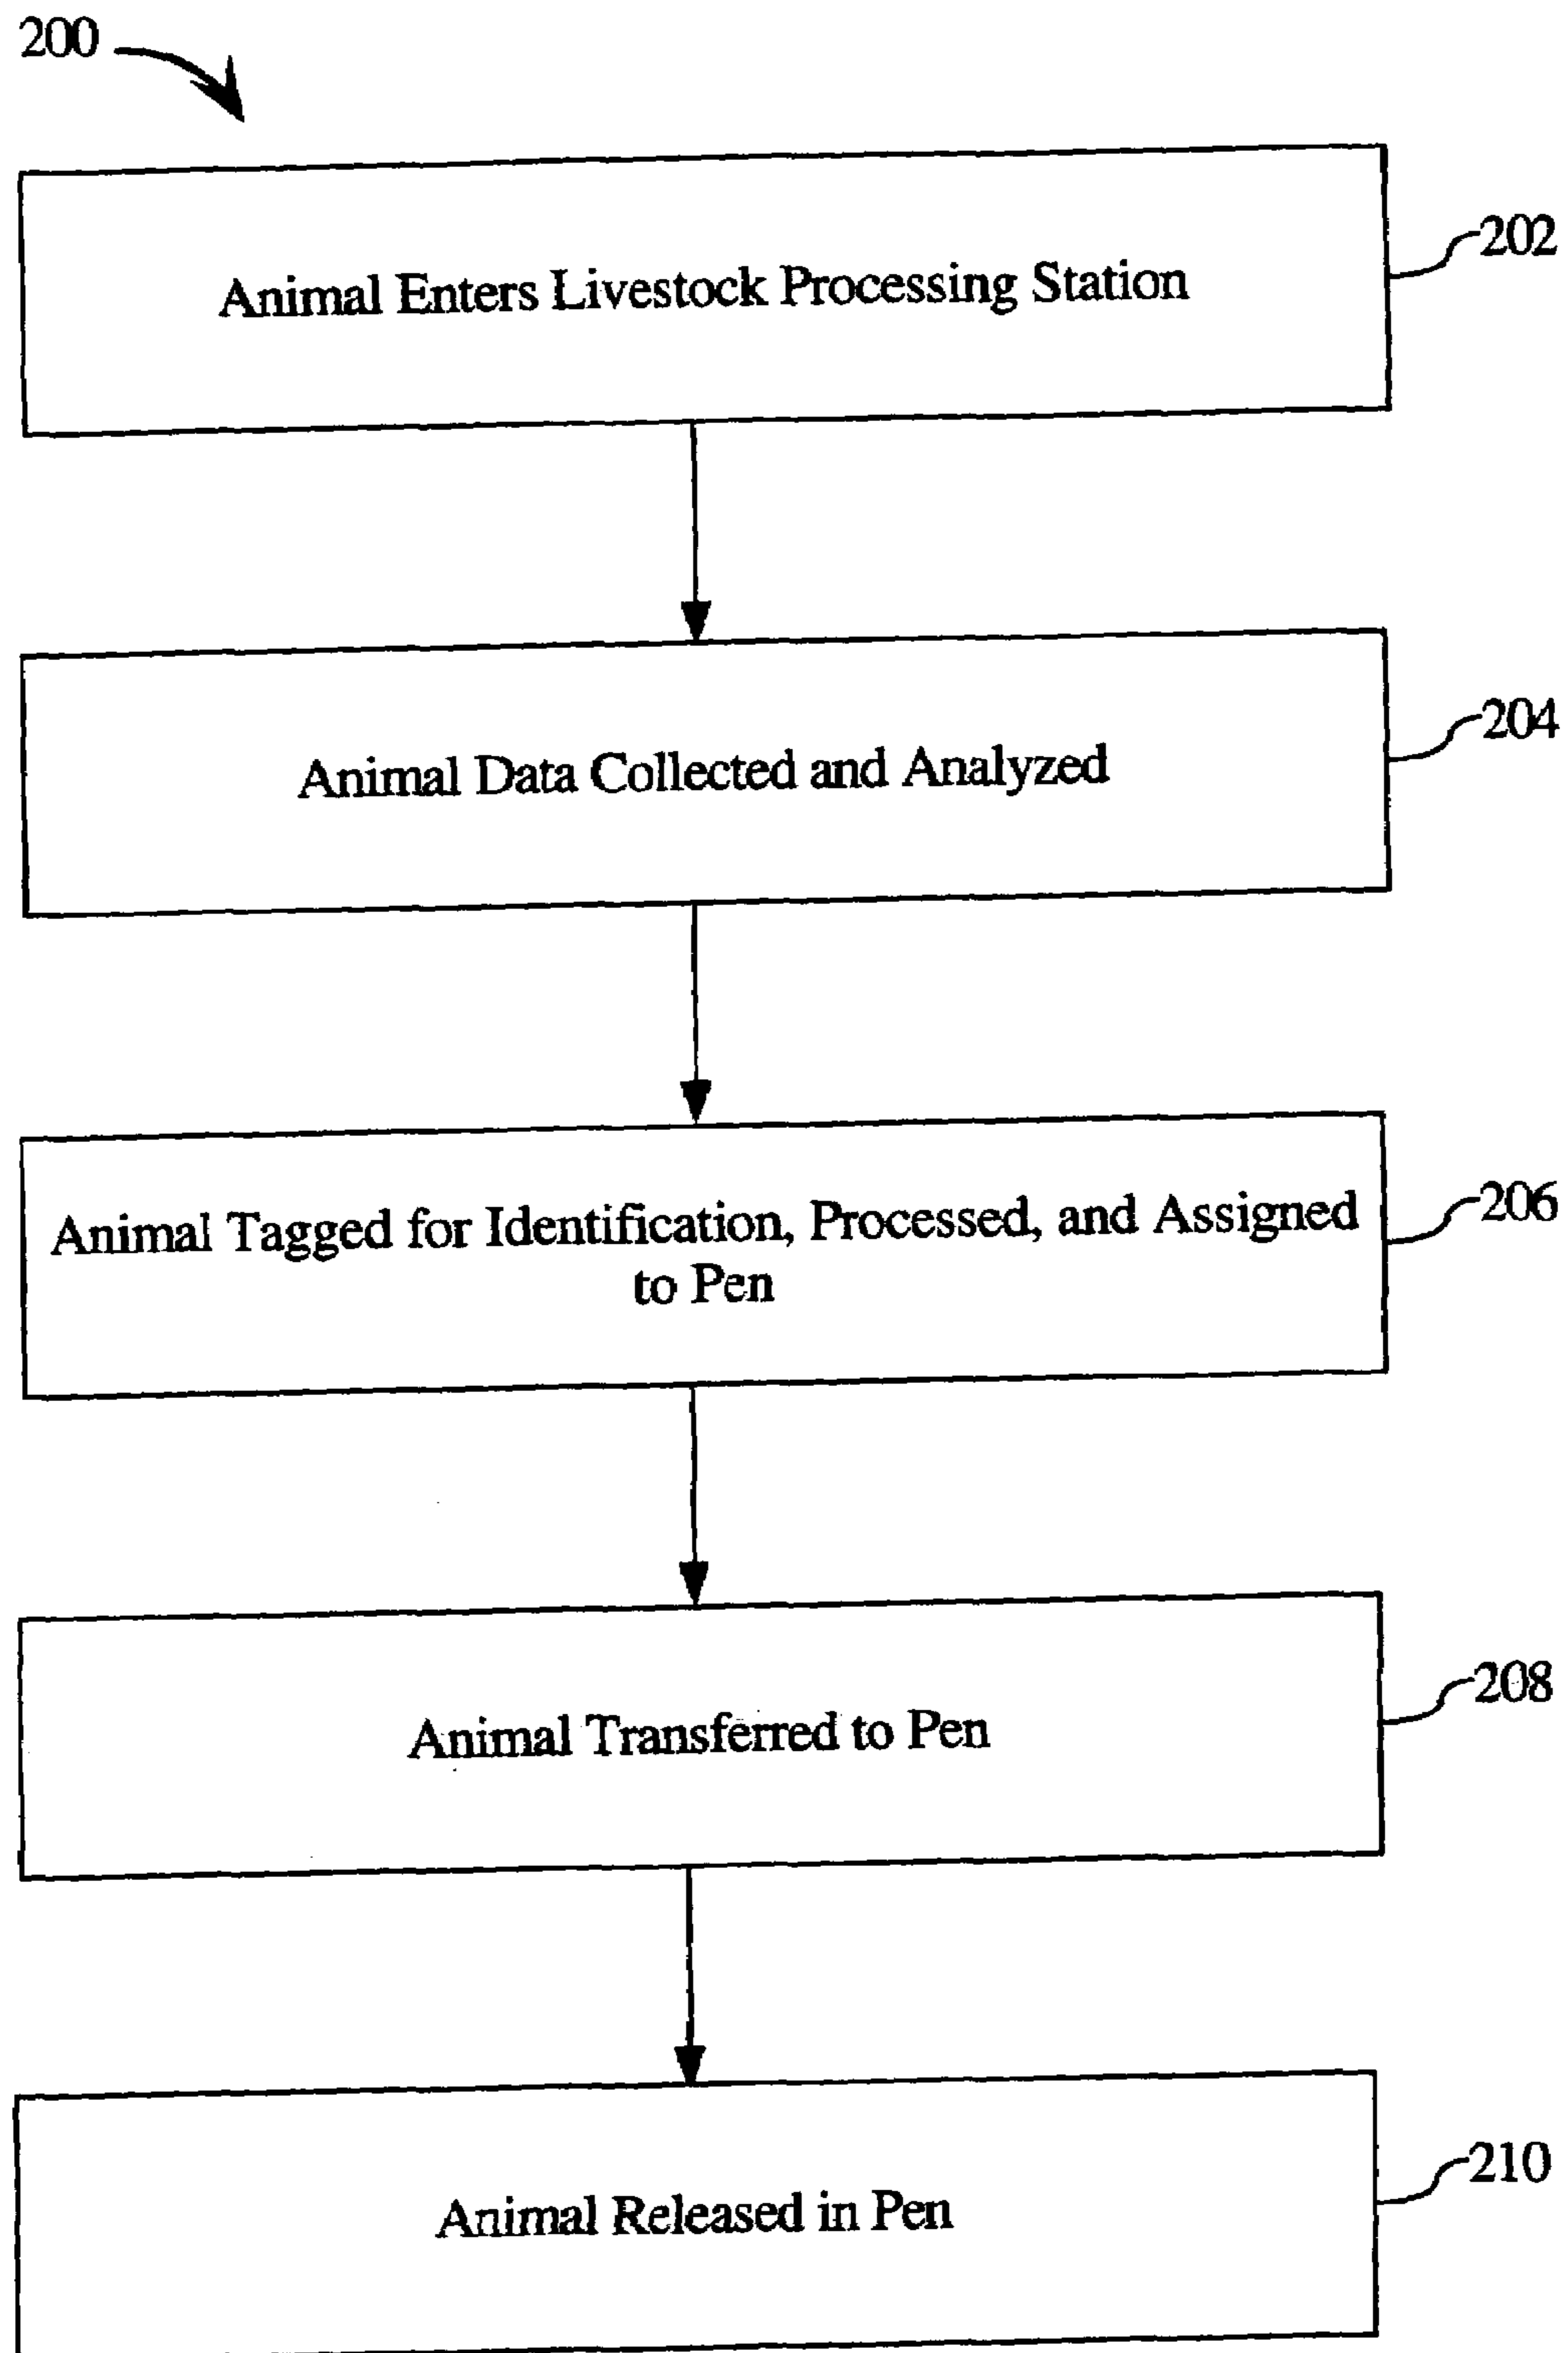 200
Animal Enters Livestock Processing Station
202
Animal Data Collected and Analyzed
204
Animal Tagged for Identification, Processed, and Assigned
to Pen
206
Animal Transferred to Pen
208
Animal Released in Pen
210